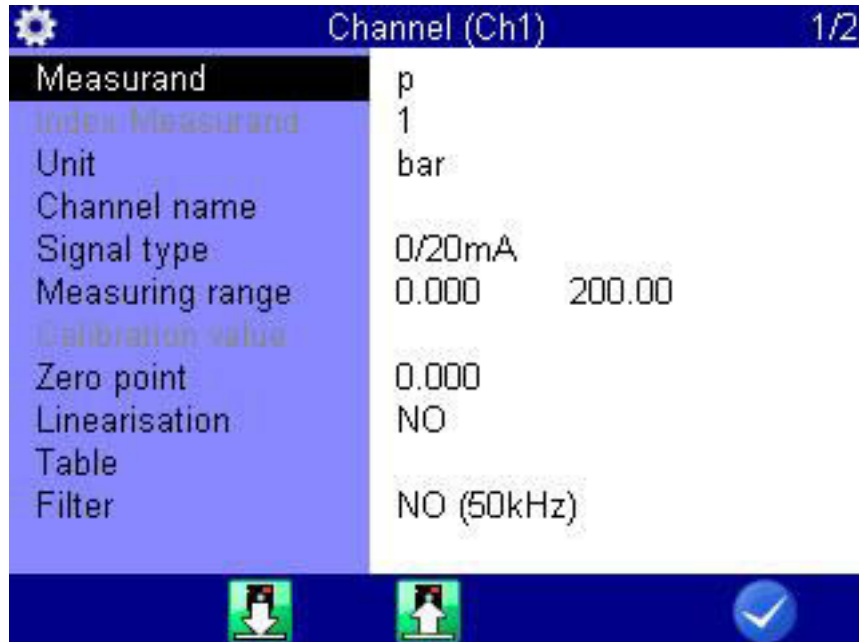 Channel (Ch1) 1/2
Measurand p
Index Measurand 1
Unit bar
Channel name
Signal type 0/20mA
Measuring range 0.000 200.00
Calibration value
Zero point 0.000
Linearisation NO
Table
Filter NO (50kHz)